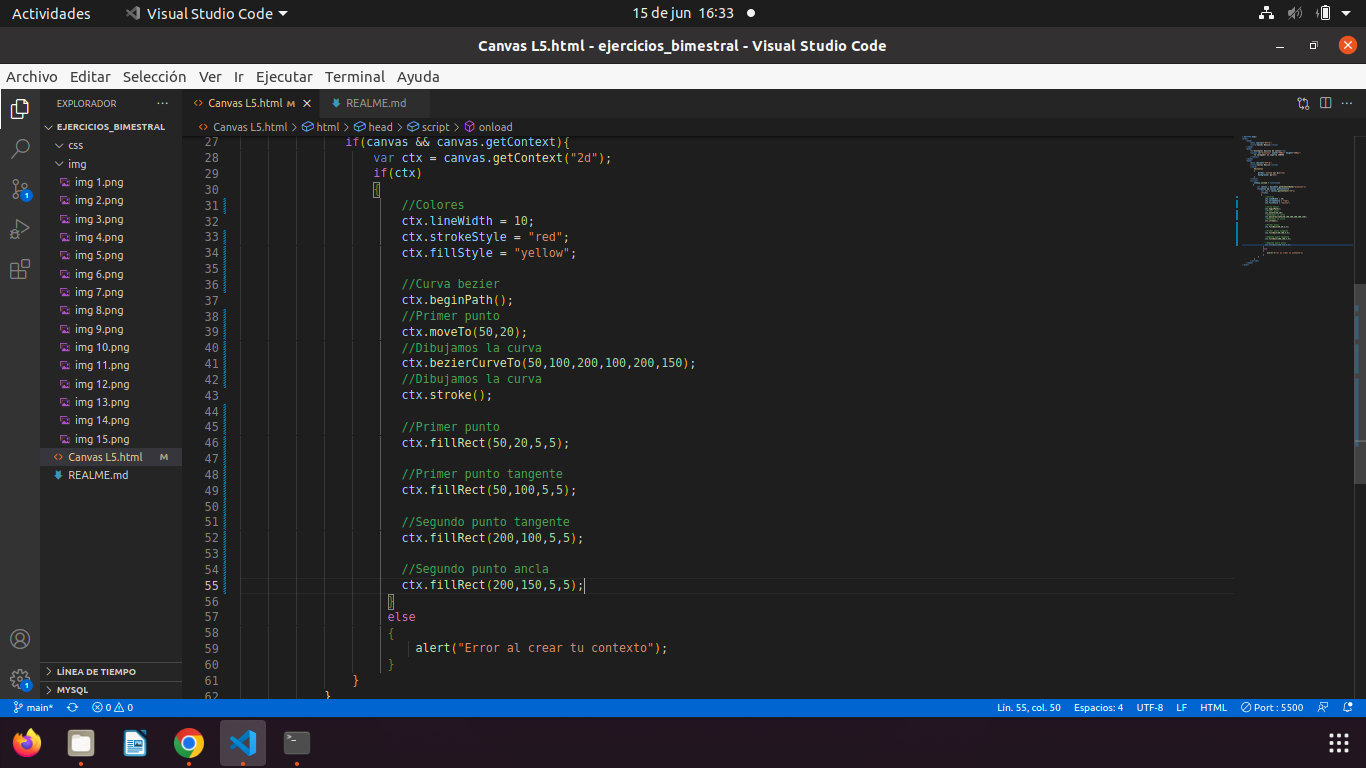 Actividades
Visual Studio Code
15 de jun 16:33
Canvas L5.html - ejercicios_bimestral - Visual Studio Code
Archivo Editar Selección Ver Ir Ejecutar Terminal Ayuda
EXPLORADOR
EJERCICIOS_BIMESTRAL
css
img
img 1.png
img 2.png
img 3.png
img 4.png
img 5.png
img 6.png
img 7.png
img 8.png
img 9.png
img 10.png
img 11.png
img 12.png
img 13.png
img 14.png
img 15.png
Canvas L5.html M
REALME.md
LÍNEA DE TIEMPO
MYSQL
1
1
Canvas L5.html M
REALME.md
Canvas L5.html > html > head > script > onload
27 if(canvas && canvas.getContext){
28 var ctx = canvas.getContext("2d");
29 if(ctx)
30 {
31 //Colores
32 ctx.lineWidth = 10;
33 ctx.strokeStyle = "red";
34 ctx.fillStyle = "yellow";
35
36 //Curva bezier
37 ctx.beginPath();
38 //Primer punto
39 ctx.moveTo(50,20);
40 //Dibujamos la curva
41 ctx.bezierCurveTo(50,100,200,100,200,150);
42 //Dibujamos la curva
43 ctx.stroke();
44
45 //Primer punto
46 ctx.fillRect(50,20,5,5);
47
48 //Primer punto tangente
49 ctx.fillRect(50,100,5,5);
50
51 //Segundo punto tangente
52 ctx.fillRect(200,100,5,5);
53
54 //Segundo punto ancla
55 ctx.fillRect(200,150,5,5);
56 }
57 else
58 {
59 alert("Error al crear tu contexto");
60 }
61 }
62 }
main* 0 0
Lín. 55, col. 50 Espacios: 4 UTF-8 LF HTML Port : 5500